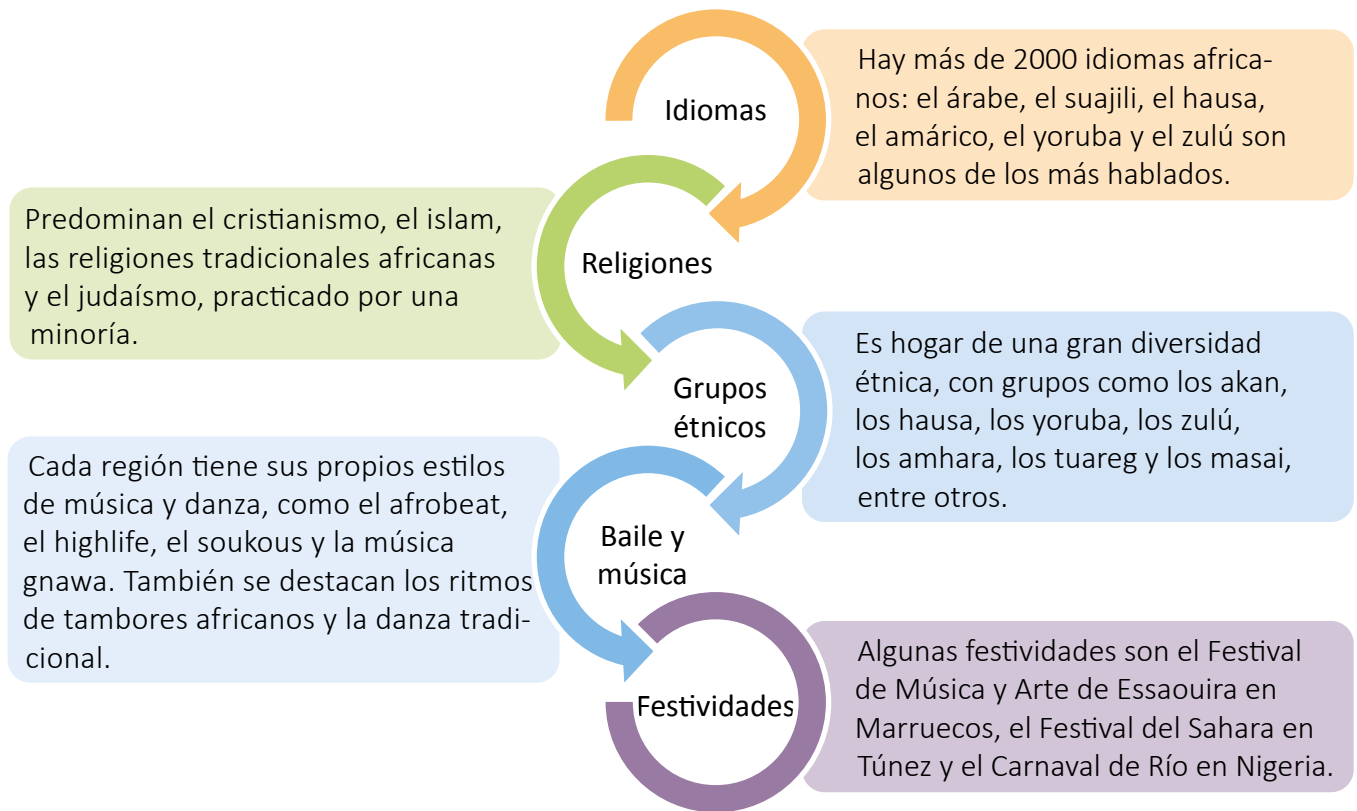 Idiomas
Hay más de 2000 idiomas africa-
nos: el árabe, el suajili, el hausa,
el amárico, el yoruba y el zulú son
algunos de los más hablados.
Religiones
Predominan el cristianismo, el islam,
las religiones tradicionales africanas
y el judaísmo, practicado por una
minoría.
Grupos
étnicos
Es hogar de una gran diversidad
étnica, con grupos como los akan,
los hausa, los yoruba, los zulú,
los amhara, los tuareg y los masai,
entre otros.
Baile y
música
Cada región tiene sus propios estilos
de música y danza, como el afrobeat,
el highlife, el soukous y la música
gnawa. También se destacan los ritmos
de tambores africanos y la danza tradi-
cional.
Festividades
Algunas festividades son el Festival
de Música y Arte de Essaouira en
Marruecos, el Festival del Sahara en
Túnez y el Carnaval de Río en Nigeria.